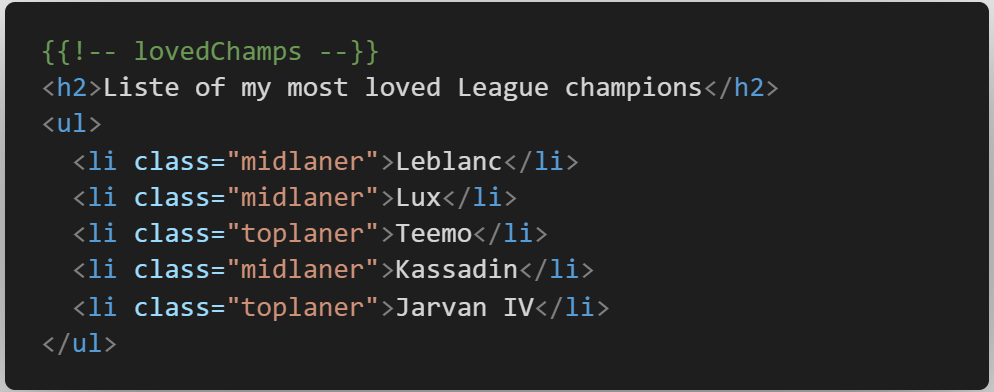 {{!-- lovedChamps --}}
<h2>Liste of my most loved League champions</h2>
<ul>
  <li class="midlaner">Leblanc</li>
  <li class="midlaner">Lux</li>
  <li class="toplaner">Teemo</li>
  <li class="midlaner">Kassadin</li>
  <li class="toplaner">Jarvan IV</li>
</ul>